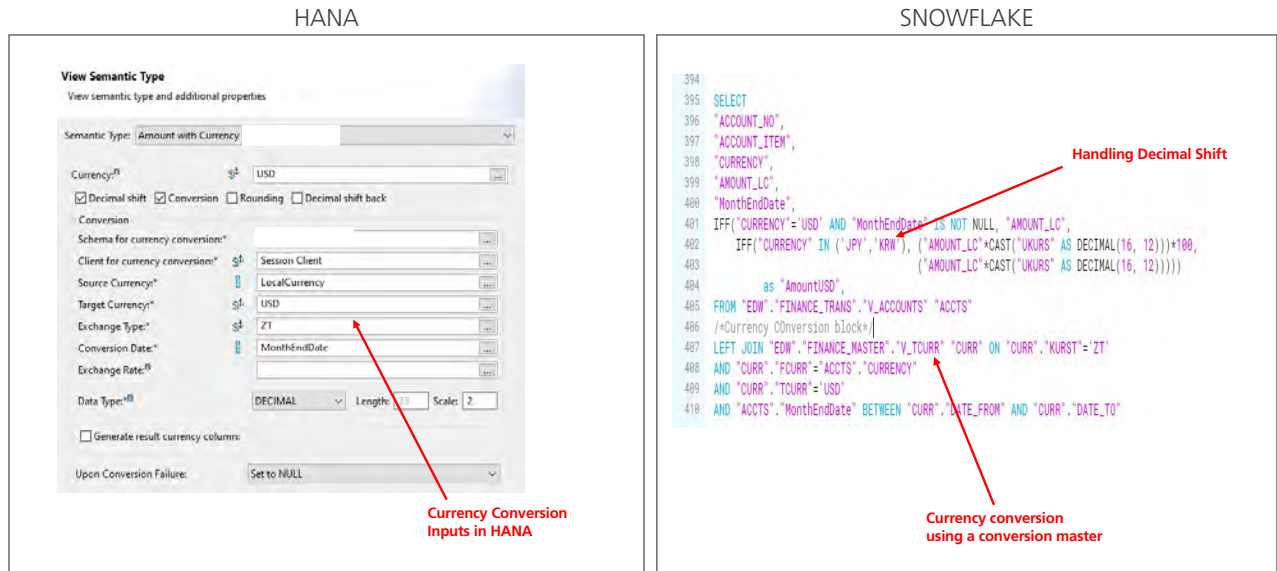 HANA
SNOWFLAKE
View Semantic Type
View semantic type and additional properties
Semantic Type: Amount with Currency
Currency: USD
Decimal shift Conversion Rounding Decimal shift back
Conversion
Schema for currency conversion:*
Client for currency conversion:* Session Client
Source Currency:* LocalCurrency
Target Currency:* USD
Exchange Type:* ZT
Conversion Date:* MonthEndDate
Exchange Rate:
Data Type:* DECIMAL Length: Scale: 2
Generate result currency column:
Upon Conversion Failure: Set to NULL
Currency Conversion
Inputs in HANA
394
395 SELECT
396 "ACCOUNT_NO",
397 "ACCOUNT_ITEM",
398 "CURRENCY",
399 "AMOUNT_LC",
400 "MonthEndDate",
401 IFF("CURRENCY"='USD' AND "MonthEndDate" IS NOT NULL, "AMOUNT_LC",
402 IFF("CURRENCY" IN ('JPY','KRW'), ("AMOUNT_LC"*CAST("UKURS" AS DECIMAL(16, 12)))*100,
403 ("AMOUNT_LC"*CAST("UKURS" AS DECIMAL(16, 12)))))
404 as "AmountUSD",
405 FROM "EDW"."FINANCE_TRANS"."V_ACCOUNTS" "ACCTS"
406 /*Currency COnversion block*/
407 LEFT JOIN "EDW"."FINANCE_MASTER"."V_TCURR" "CURR" ON "CURR"."KURST"='ZT'
408 AND "CURR"."FCURR"="ACCTS"."CURRENCY"
409 AND "CURR"."TCURR"='USD'
410 AND "ACCTS"."MonthEndDate" BETWEEN "CURR"."DATE_FROM" AND "CURR"."DATE_TO"
Handling Decimal Shift
Currency conversion
using a conversion master